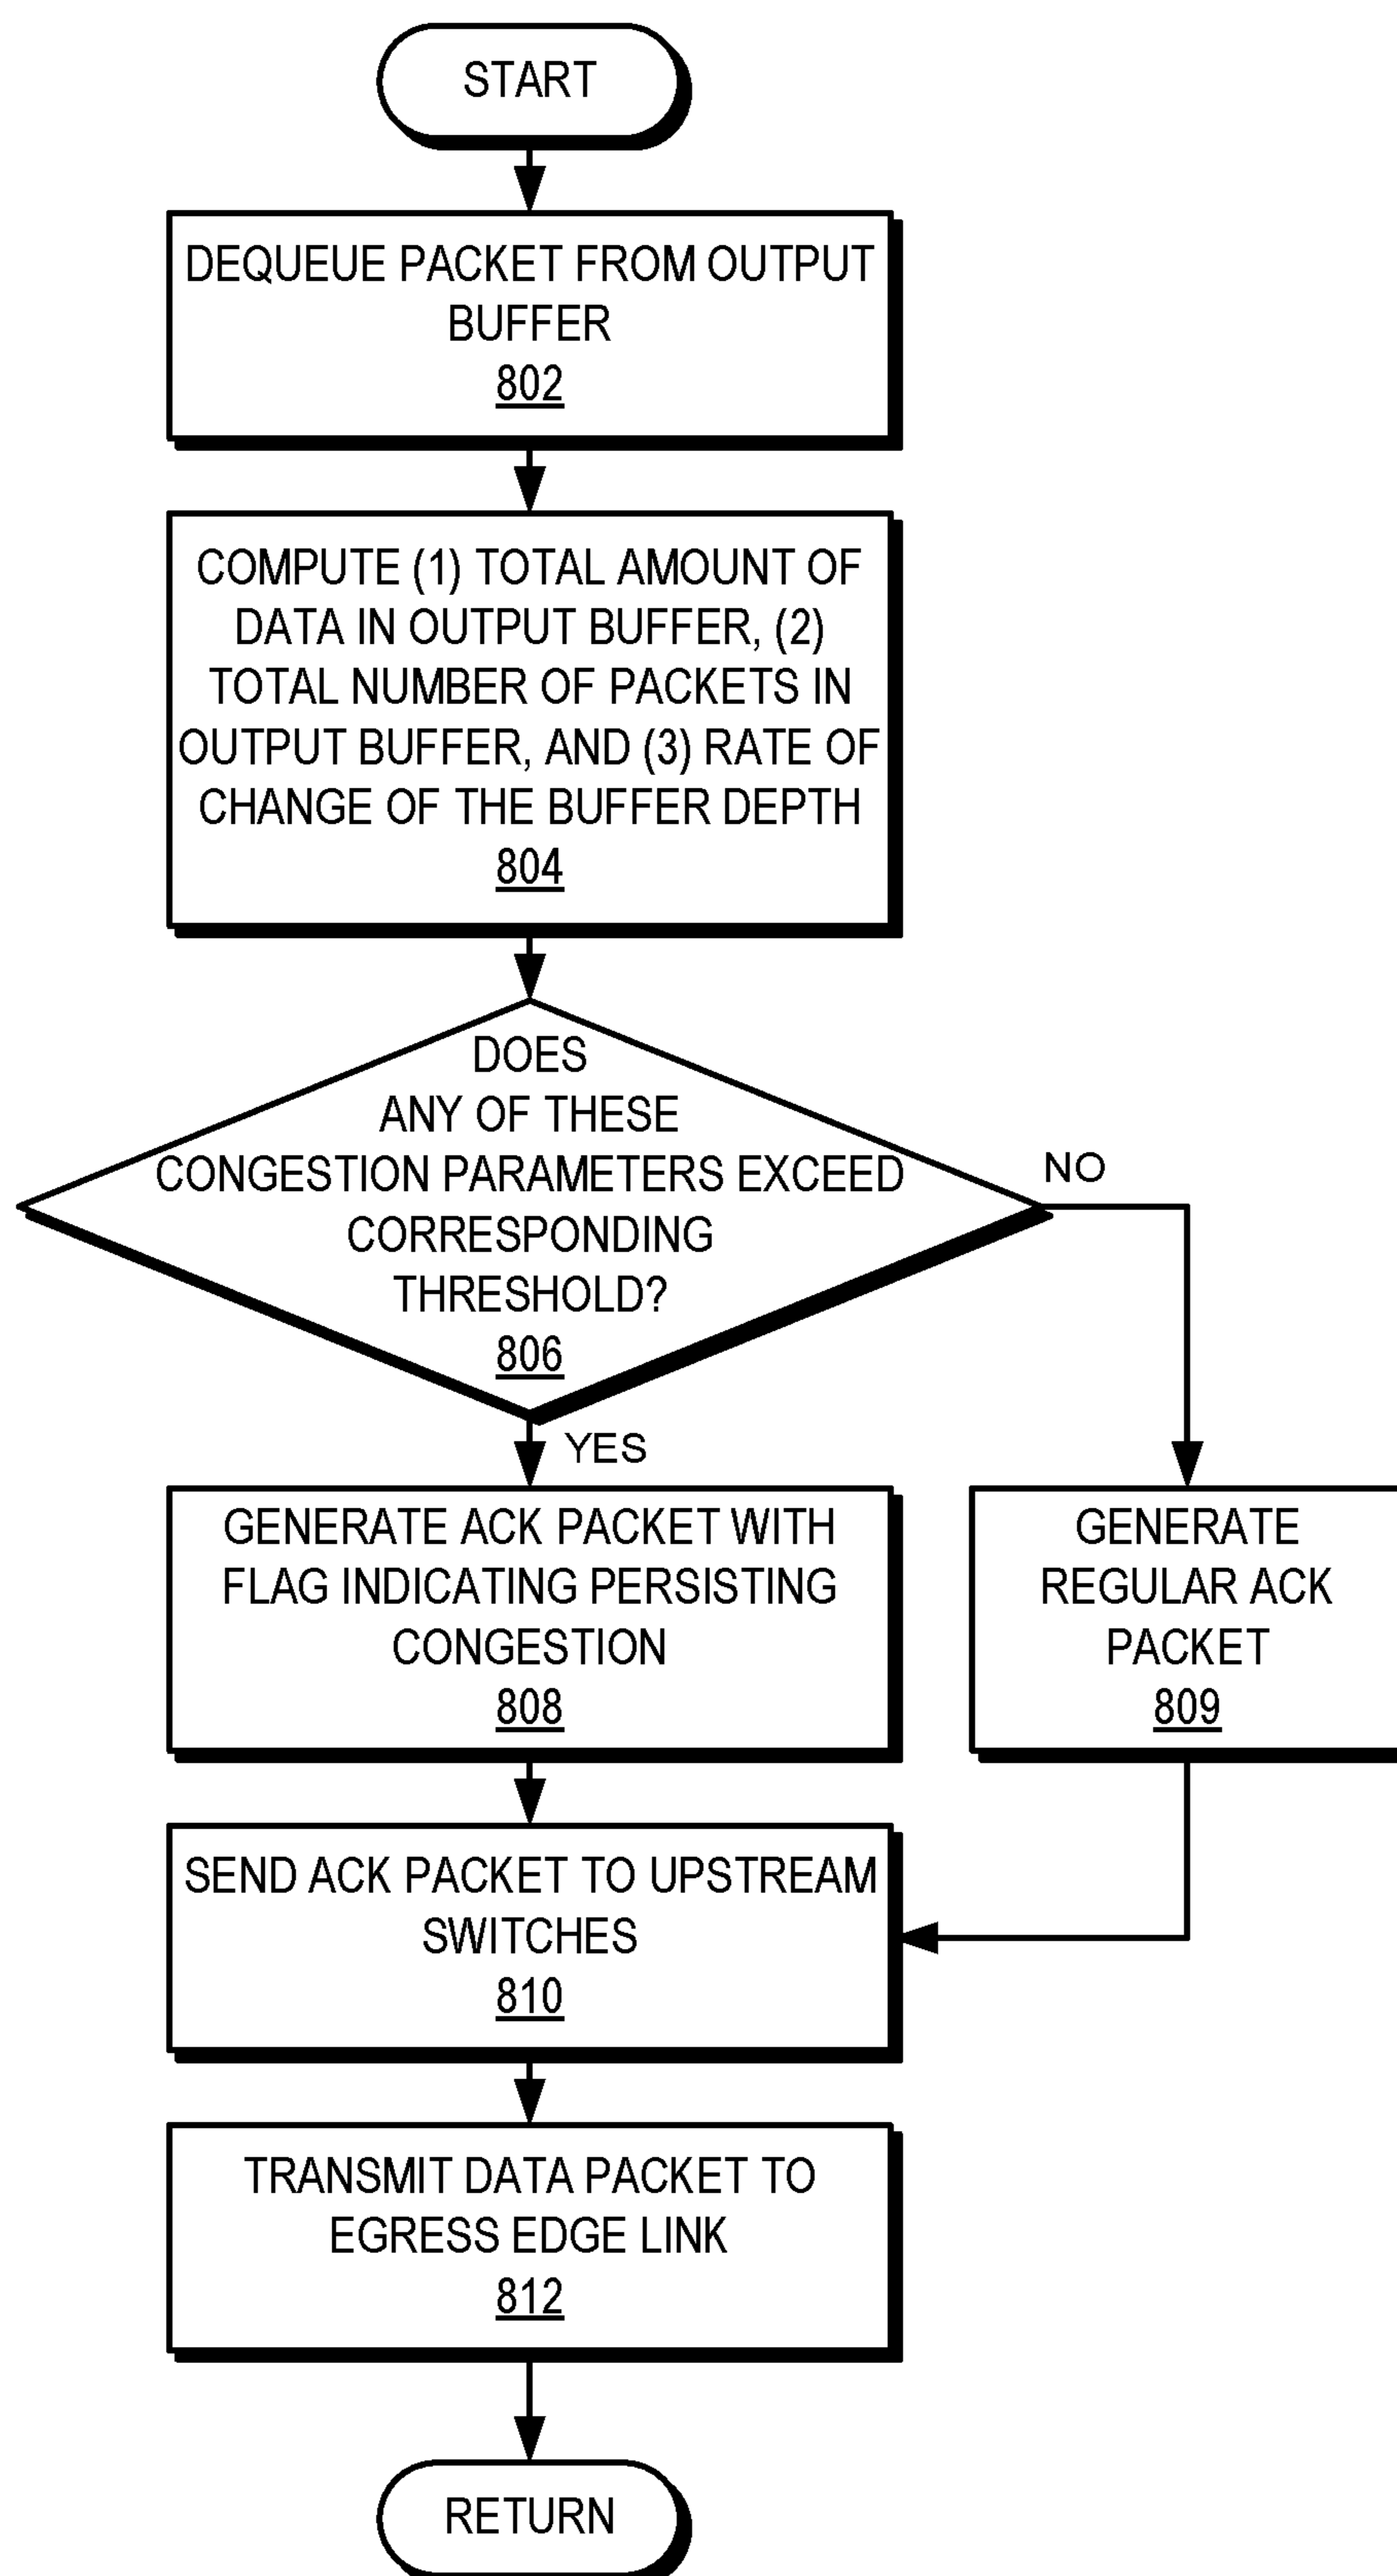 START
DEQUEUE PACKET FROM OUTPUT
BUFFER
802
COMPUTE (1) TOTAL AMOUNT OF
DATA IN OUTPUT BUFFER, (2)
TOTAL NUMBER OF PACKETS IN
OUTPUT BUFFER, AND (3) RATE OF
CHANGE OF THE BUFFER DEPTH
804
DOES
ANY OF THESE
CONGESTION PARAMETERS EXCEED
CORRESPONDING
THRESHOLD?
806
NO
YES
GENERATE ACK PACKET WITH
FLAG INDICATING PERSISTING
CONGESTION
808
GENERATE
REGULAR ACK
PACKET
809
SEND ACK PACKET TO UPSTREAM
SWITCHES
810
TRANSMIT DATA PACKET TO
EGRESS EDGE LINK
812
RETURN